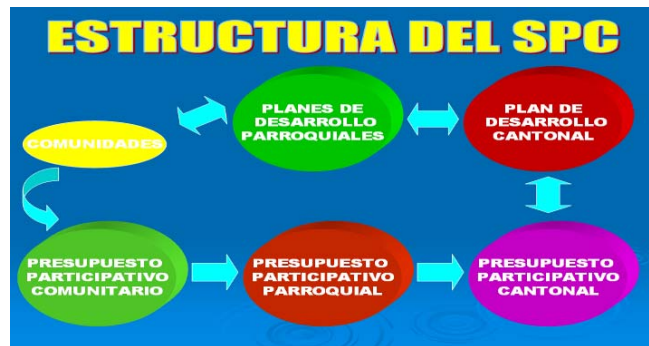 ESTRUCTURA DEL SPC
PLANES DE
DESARROLLO
PARROQUIALES
PLAN DE
DESARROLLO
CANTONAL
COMUNIDADES
PRESUPUESTO
PARTICIPATIVO
COMUNITARIO
PRESUPUESTO
PARTICIPATIVO
PARROQUIAL
PRESUPUESTO
PARTICIPATIVO
CANTONAL